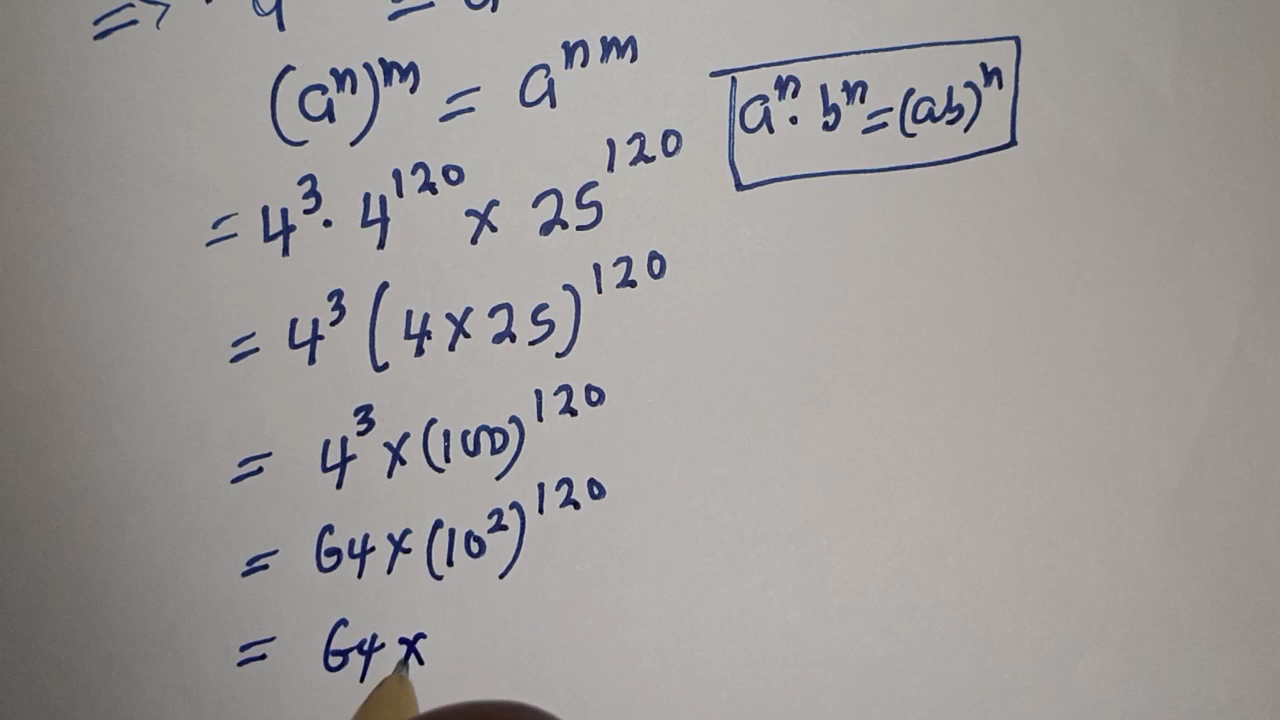 (aⁿ)ᵐ = aⁿᵐ
aⁿ · bⁿ = (ab)ⁿ
= 4³ · 4¹²⁰ × 25¹²⁰
= 4³ (4 × 25)¹²⁰
= 4³ × (100)¹²⁰
= 64 × (10²)¹²⁰
= 64 ×